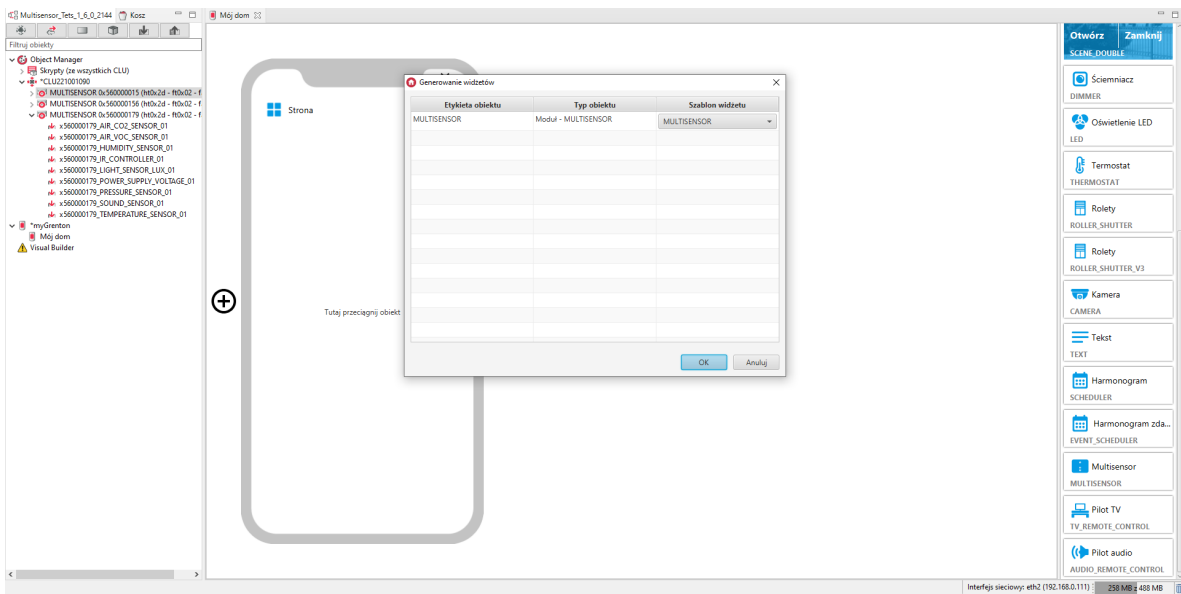 Multisensor_Tets_1_6_0_2144
Kosz
Filtruj obiekty
Object Manager
Skrypty (ze wszystkich CLU)
*CLU221001090
MULTISENSOR 0x560000015 (ht0x2d - ft0x02 - f
MULTISENSOR 0x560000156 (ht0x2d - ft0x02 - f
MULTISENSOR 0x560000179 (ht0x2d - ft0x02 - f
x560000179_AIR_CO2_SENSOR_01
x560000179_AIR_VOC_SENSOR_01
x560000179_HUMIDITY_SENSOR_01
x560000179_IR_CONTROLLER_01
x560000179_LIGHT_SENSOR_LUX_01
x560000179_POWER_SUPPLY_VOLTAGE_01
x560000179_PRESSURE_SENSOR_01
x560000179_SOUND_SENSOR_01
x560000179_TEMPERATURE_SENSOR_01
*myGrenton
Mój dom
Visual Builder
Mój dom
Strona
Tutaj przeciągnij obiekt
Generowanie widżetów
Etykieta obiektu Typ obiektu Szablon widżetu
MULTISENSOR Moduł - MULTISENSOR MULTISENSOR
OK Anuluj
Otwórz Zamknij
SCENE_DOUBLE
Ściemniacz
DIMMER
Oświetlenie LED
LED
Termostat
THERMOSTAT
Rolety
ROLLER_SHUTTER
Rolety
ROLLER_SHUTTER_V3
Kamera
CAMERA
Tekst
TEXT
Harmonogram
SCHEDULER
Harmonogram zda...
EVENT_SCHEDULER
Multisensor
MULTISENSOR
Pilot TV
TV_REMOTE_CONTROL
Pilot audio
AUDIO_REMOTE_CONTROL
Interfejs sieciowy: eth2 (192.168.0.111)
258 MB z 488 MB